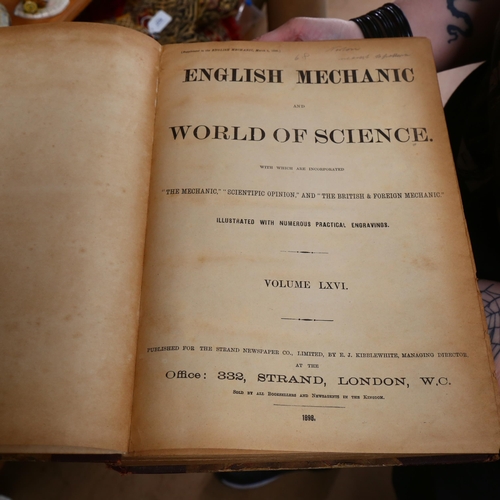 ENGLISH MECHANIC
AND
WORLD OF SCIENCE.
WITH WHICH ARE INCORPORATED
"THE MECHANIC," "SCIENTIFIC OPINION," AND "THE BRITISH & FOREIGN MECHANIC."
ILLUSTRATED WITH NUMEROUS PRACTICAL ENGRAVINGS.
VOLUME LXVI.
PUBLISHED FOR THE STRAND NEWSPAPER CO., LIMITED, BY E. J. KIBBLEWHITE, MANAGING DIRECTOR
AT THE
Office: 332, STRAND, LONDON, W.C.
SOLD BY ALL BOOKSELLERS AND NEWSAGENTS IN THE KINGDOM.
1898.